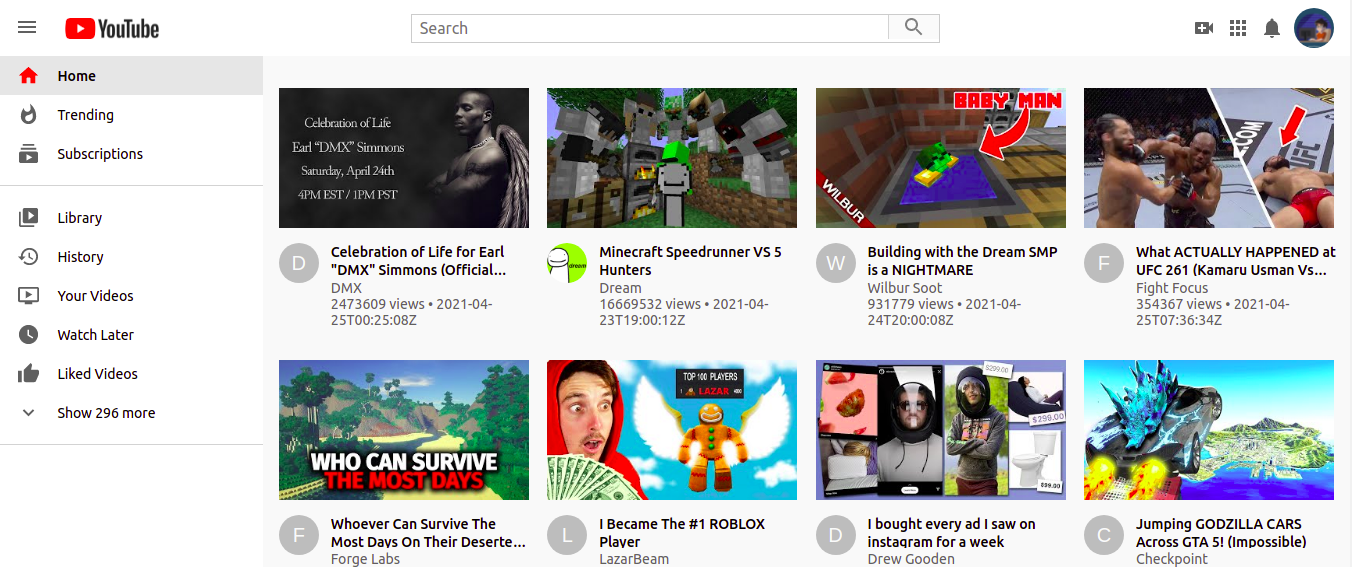 YouTube
Search
Home
Trending
Subscriptions
Library
History
Your Videos
Watch Later
Liked Videos
Show 296 more
Celebration of Life
Earl “DMX” Simmons
Saturday, April 24th
4PM EST / 1PM PST
BABY MAN
WILBUR
.COM
UFC
D
Celebration of Life for Earl
"DMX" Simmons (Official...
DMX
2473609 views • 2021-04-
25T00:25:08Z
dream
Minecraft Speedrunner VS 5
Hunters
Dream
16669532 views • 2021-04-
23T19:00:12Z
W
Building with the Dream SMP
is a NIGHTMARE
Wilbur Soot
931779 views • 2021-04-
24T20:00:08Z
F
What ACTUALLY HAPPENED at
UFC 261 (Kamaru Usman Vs...
Fight Focus
354367 views • 2021-04-
25T07:36:34Z
WHO CAN SURVIVE
THE MOST DAYS
TOP 100 PLAYERS
1 LAZAR
$299.00
$299.00
$99.00
F
Whoever Can Survive The
Most Days On Their Deserte...
Forge Labs
L
I Became The #1 ROBLOX
Player
LazarBeam
D
I bought every ad I saw on
instagram for a week
Drew Gooden
C
Jumping GODZILLA CARS
Across GTA 5! (Impossible)
Checkpoint